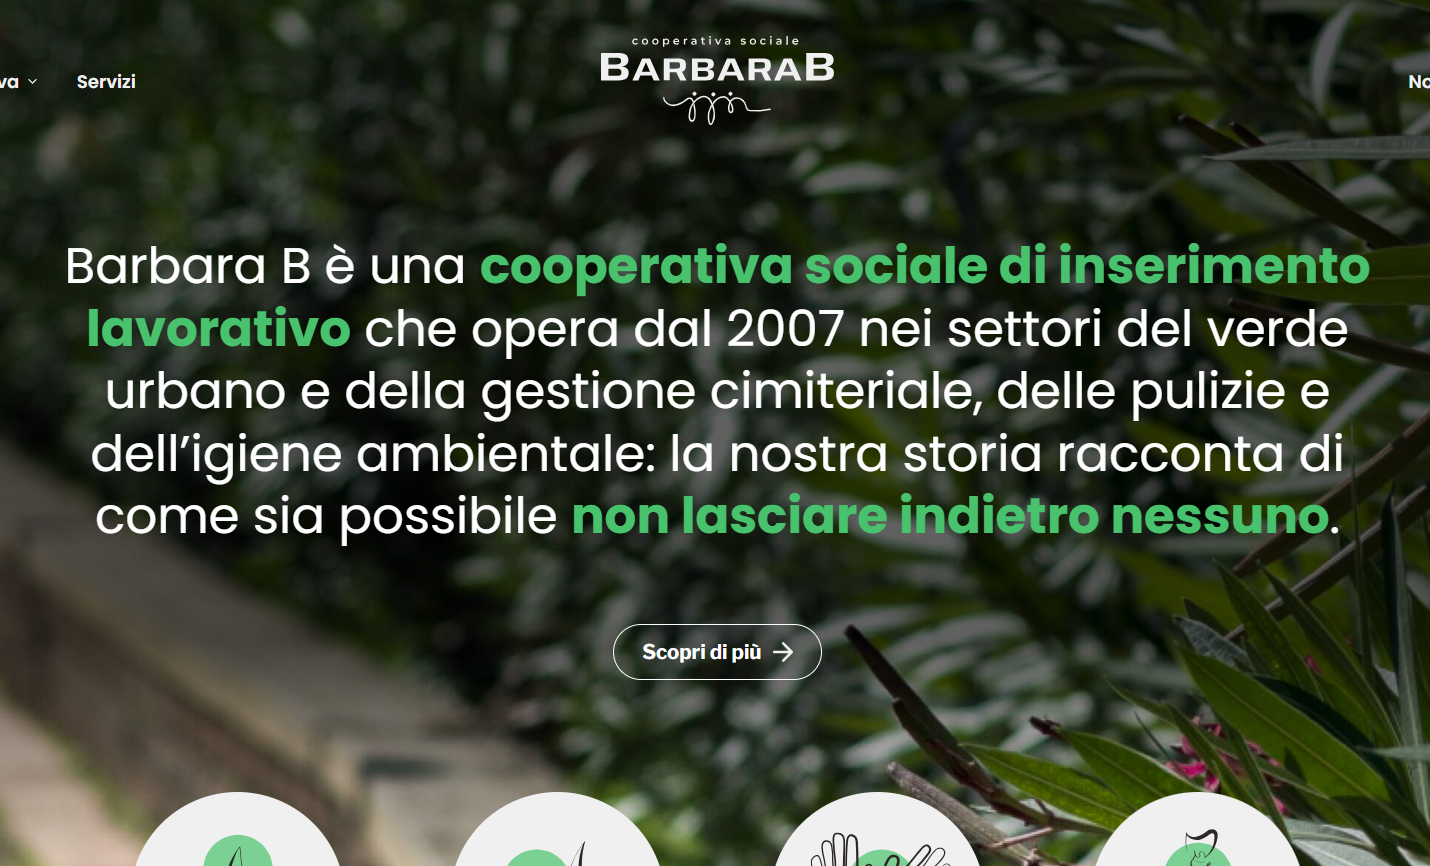 cooperativa sociale
BARBARAB
Servizi
Barbara B è una cooperativa sociale di inserimento
lavorativo che opera dal 2007 nei settori del verde
urbano e della gestione cimiteriale, delle pulizie e
dell’igiene ambientale: la nostra storia racconta di
come sia possibile non lasciare indietro nessuno.
Scopri di più